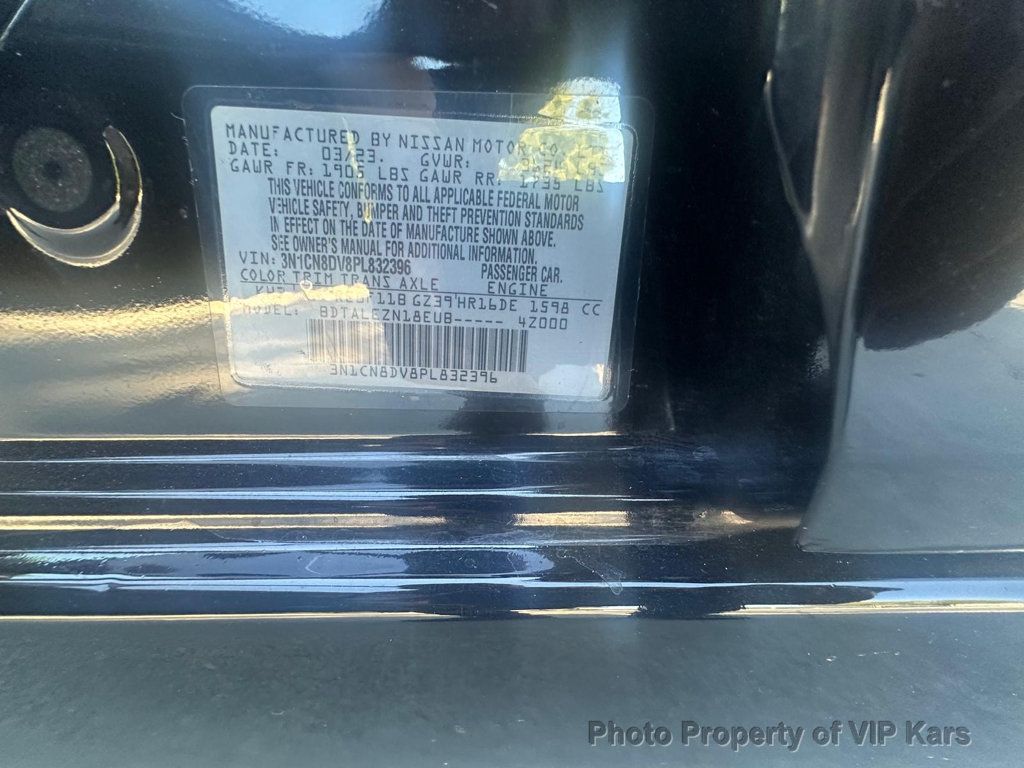 MANUFACTURED BY NISSAN MOTOR CO.
DATE: 03/23. GVWR:
GAWR FR: 1905 LBS GAWR RR: 1935 LBS
THIS VEHICLE CONFORMS TO ALL APPLICABLE FEDERAL MOTOR
VEHICLE SAFETY, BUMPER AND THEFT PREVENTION STANDARDS
IN EFFECT ON THE DATE OF MANUFACTURE SHOWN ABOVE.
SEE OWNER'S MANUAL FOR ADDITIONAL INFORMATION.
VIN: 3N1CN8DV8PL832396 PASSENGER CAR.
COLOR TRIM TRANS AXLE ENGINE
HR16DE 1598 CC
MODEL: BDTALEZN18EUB----- 4Z000
3N1CN8DV8PL832396
Photo Property of VIP Kars